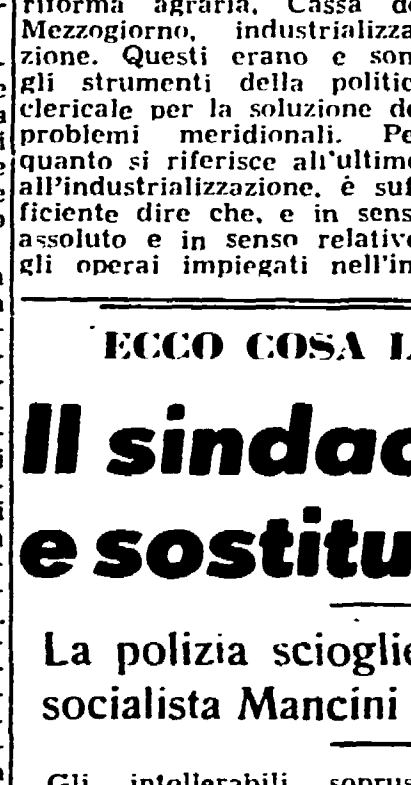 riforma agraria, Cassa de
Mezzogiorno, industrializza
zione. Questi erano e son
gli strumenti della politic
clericale per la soluzione de
problemi meridionali. Pe
quanto si riferisce all'ultimo
all'industrializzazione, è suf
ficiente dire che, e in sens
assoluto e in senso relativo
gli operai impiegati nell'in
ECCO COSA L
Il sindac
e sostitu
La polizia scioglie
socialista Mancini
Gli intollerabili soprus